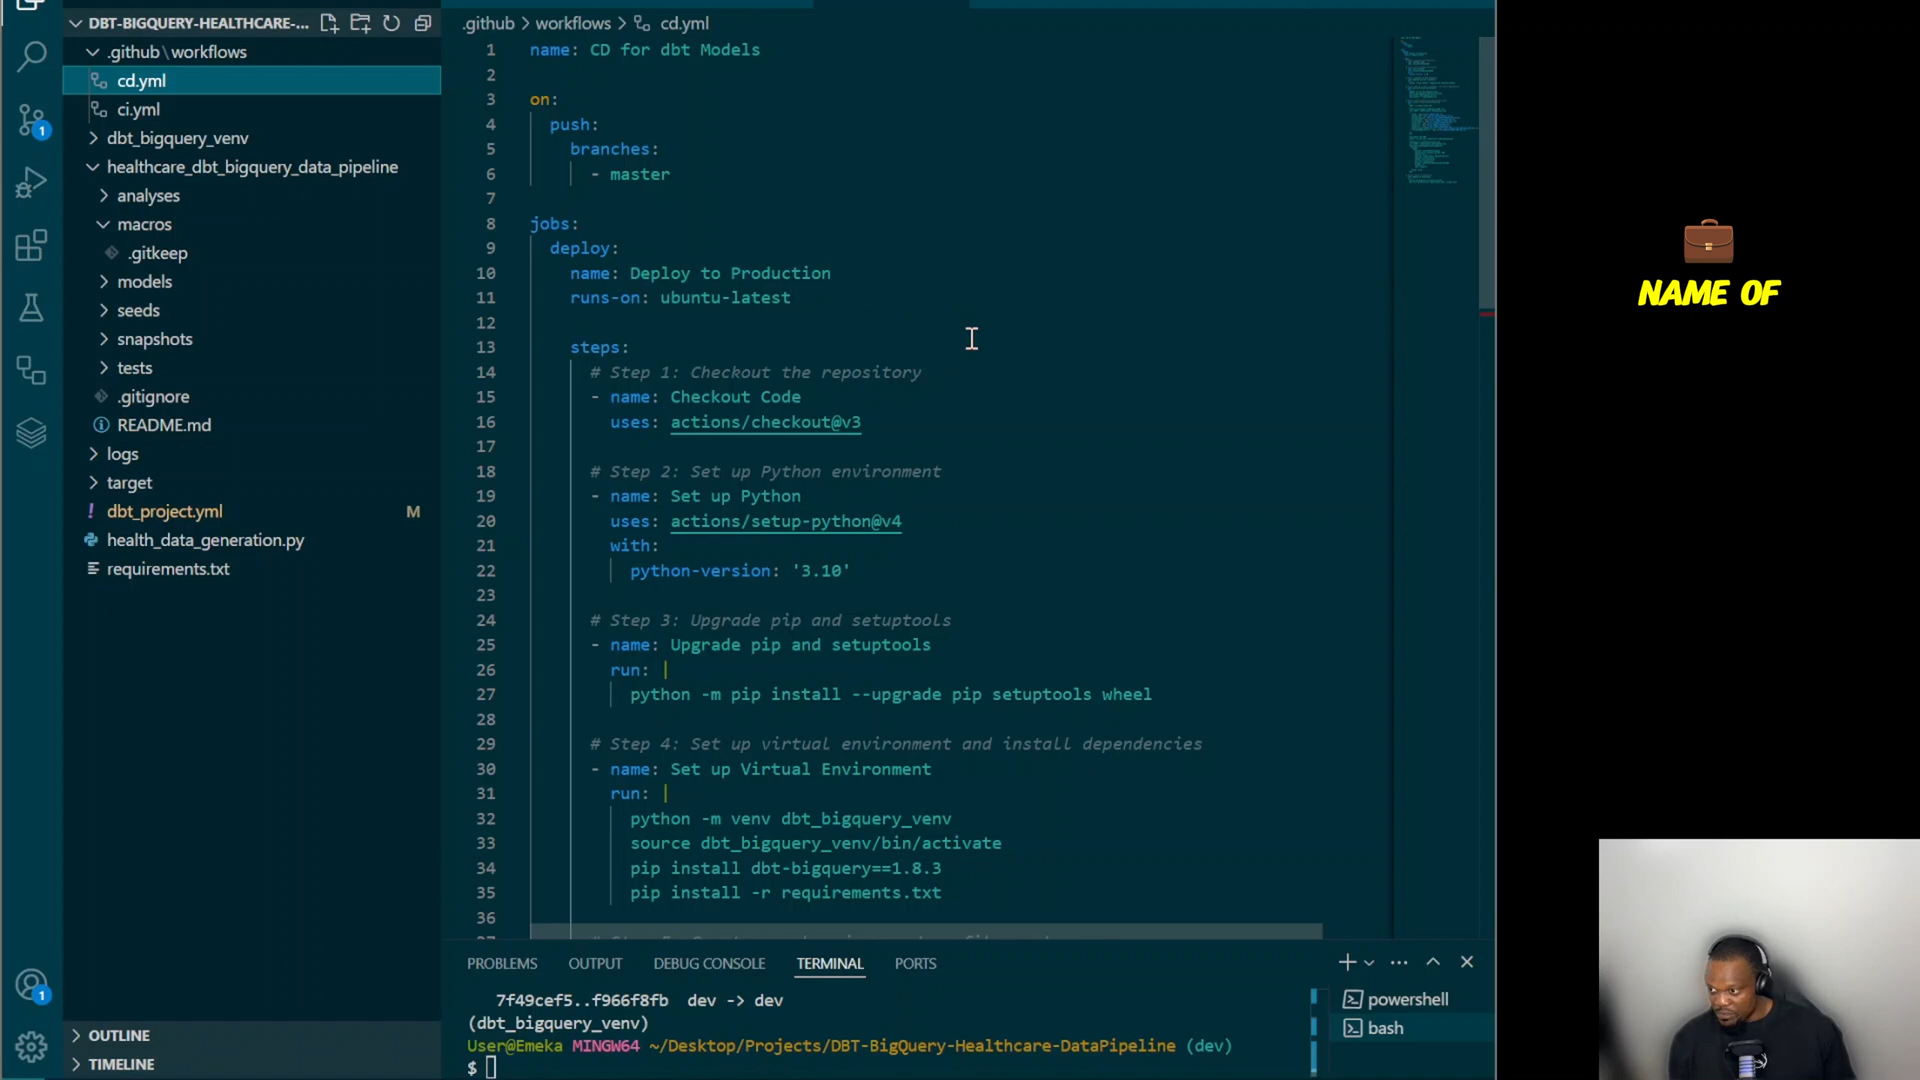 DBT-BIGQUERY-HEALTHCARE-...
.github\workflows
cd.yml
ci.yml
dbt_bigquery_venv
healthcare_dbt_bigquery_data_pipeline
analyses
macros
.gitkeep
models
seeds
snapshots
tests
.gitignore
README.md
logs
target
! dbt_project.yml M
health_data_generation.py
requirements.txt
OUTLINE
TIMELINE
1
1
.github > workflows > cd.yml
1 name: CD for dbt Models
2
3 on:
4 push:
5 branches:
6 - master
7
8 jobs:
9 deploy:
10 name: Deploy to Production
11 runs-on: ubuntu-latest
12
13 steps:
14 # Step 1: Checkout the repository
15 - name: Checkout Code
16 uses: actions/checkout@v3
17
18 # Step 2: Set up Python environment
19 - name: Set up Python
20 uses: actions/setup-python@v4
21 with:
22 python-version: '3.10'
23
24 # Step 3: Upgrade pip and setuptools
25 - name: Upgrade pip and setuptools
26 run: |
27 python -m pip install --upgrade pip setuptools wheel
28
29 # Step 4: Set up virtual environment and install dependencies
30 - name: Set up Virtual Environment
31 run: |
32 python -m venv dbt_bigquery_venv
33 source dbt_bigquery_venv/bin/activate
34 pip install dbt-bigquery==1.8.3
35 pip install -r requirements.txt
36
PROBLEMS OUTPUT DEBUG CONSOLE TERMINAL PORTS
7f49cef5..f966f8fb dev -> dev
(dbt_bigquery_venv)
User@Emeka MINGW64 ~/Desktop/Projects/DBT-BigQuery-Healthcare-DataPipeline (dev)
$
powershell
bash
NAME OF